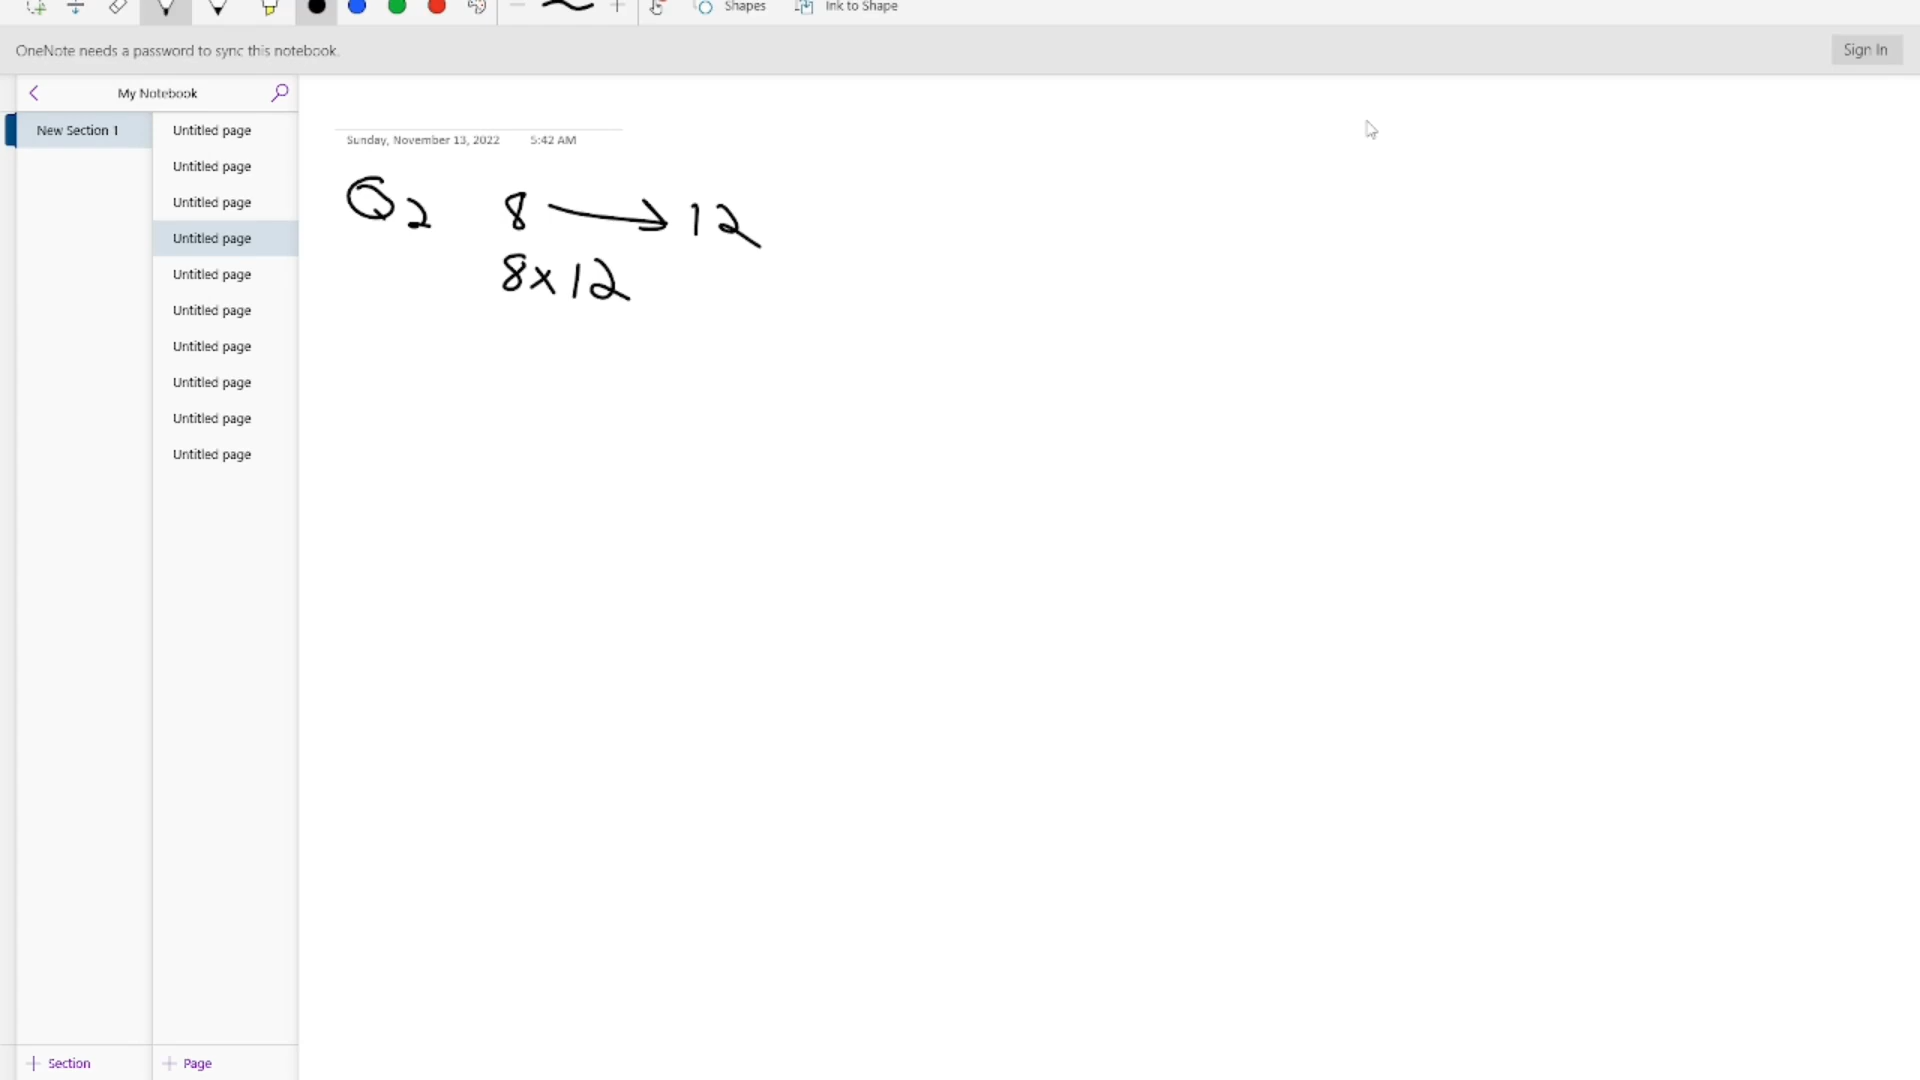 Shapes
Ink to Shape
OneNote needs a password to sync this notebook.
Sign In
My Notebook
New Section 1
Untitled page
Untitled page
Untitled page
Untitled page
Untitled page
Untitled page
Untitled page
Untitled page
Untitled page
Untitled page
Sunday, November 13, 2022 5:42 AM
Q2 8 → 12
8x12
+ Section
+ Page